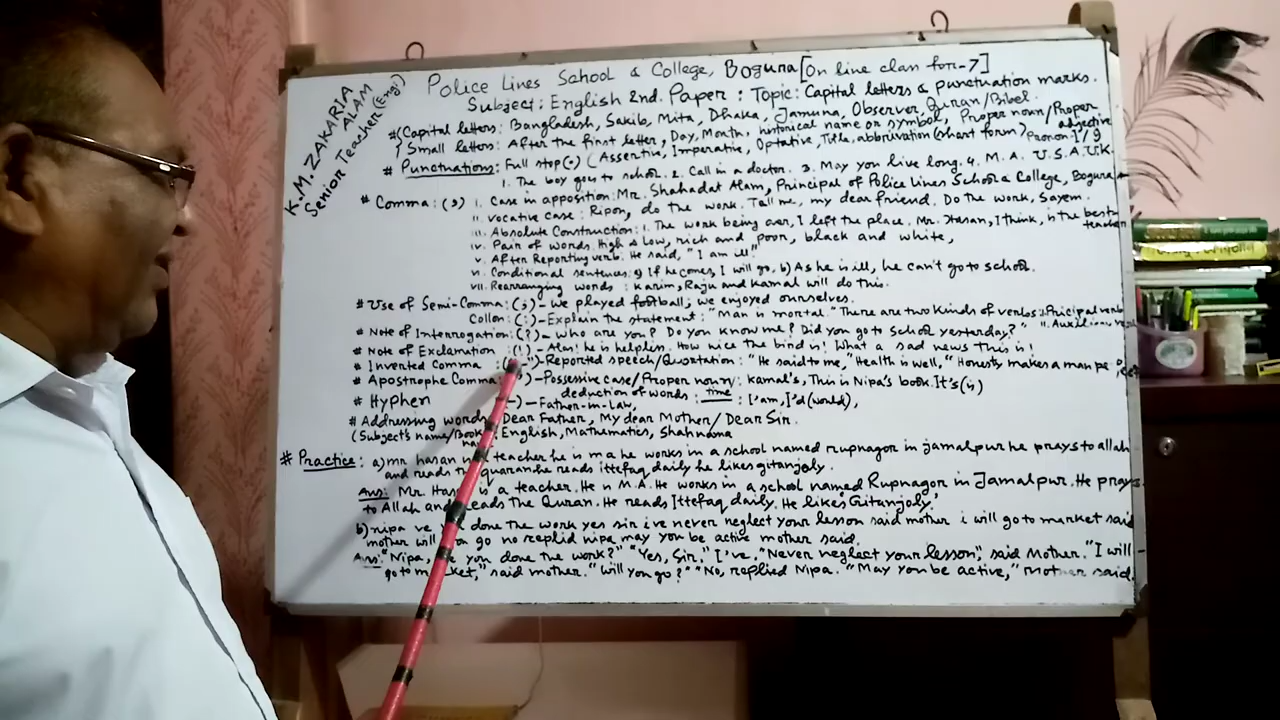 K.M. ZAKARIA
ALAM
Senior Teacher (Eng)
Police Lines School & College, Bogura [On line class for-7]
Subject: English 2nd. Paper : Topic: Capital letters & punctuation marks.
#{Capital letters: Bangladesh, Sakib, Mita, Dhaka, Jamuna, Observer, Quran/Bibel.
Small letters: After the first letter, Day, Month, historical name or symbol, Proper noun/Proper adjective
Optative, Title, abbrivation (short form) Pronon 'I'
# Punctuations: Full stop(.) (Assertive, Imperative,
1. The boy goes to school. 2. Call in a doctor. 3. May you live long. 4. M.A. U.S.A. U.K.
# Comma: (,) i. Case in apposition: Mr. Shahadat Alam, Principal of Police Lines School & College, Bogura
ii. Vocative case: Ripon, do the work. Tell me, my dear friend. Do the work, Sayem.
iii. Absolute Construction: 1. The work being over, I left the place. Mr. Hasan, I think, is the best teacher
iv. Pair of words. High & low, rich and poor, black and white,
v. After Reporting verb: He said, "I am ill"
vi. Conditional sentences: a) If he comes, I will go. b) As he is ill, he can't go to school.
vii. Rearranging words : Karim, Raju and Kamal will do this.
# Use of Semi-Comma: (;) - we played football; we enjoyed ourselves.
Collon: (:) - Explain the statement: "Man is mortal." There are two kinds of verbs: Pricipal verb
" Auxiliary verb
# Note of Interrogation: (?) - Who are you? Do you know me? Did you go to school yesterday?"
# Note of Exclamation (!) - Alas! he is helpless. How nice the bird is! What a sad news this is!
# Inverted Comma :(" ") - Reported speech/Quotation: "He said to me, "Health is well," "Honesty makes a man
# Apostrophe Comma ') - Possessive case/Proper noun: Kamal's, This is Nipa's book. It's (is)
deduction of words : time : I'am, I'd (would),
# Hyphen -) - Father-in-Law,
# Addressing words Dear Father, My dear Mother/Dear Sir.
(Subject's name/Book English, Mathematics, Shahnama
# Practice: a) mr hasan teacher he is m a he works in a school named rupnagor in jamalpur he prays to allah
and reads quaran he reads ittefaq daily he likes gitanjoly.
Ans: Mr. Has is a teacher. He is M.A. He works in a school named Rupnagor in Jamalpur. He prays
to Allah and reads the Quran. He reads Ittefaq daily. He likes 'Gitanjoly.'
b) nipa ve done the work yes sir i've never neglect your lesson said mother i will go to market said
mother will you go no replid nipa may you be active mother said.
Ans: "Nipa, you done the work?" "Yes, Sir," I've, "Never neglect your lesson", said Mother. "I will
go to market," said mother. "Will you go?" "No, replied Nipa. "May you be active," Mother said.